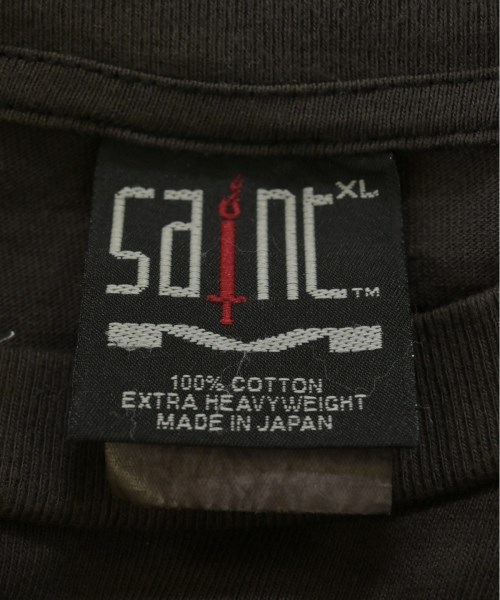 saint XL
TM
100% COTTON
EXTRA HEAVYWEIGHT
MADE IN JAPAN